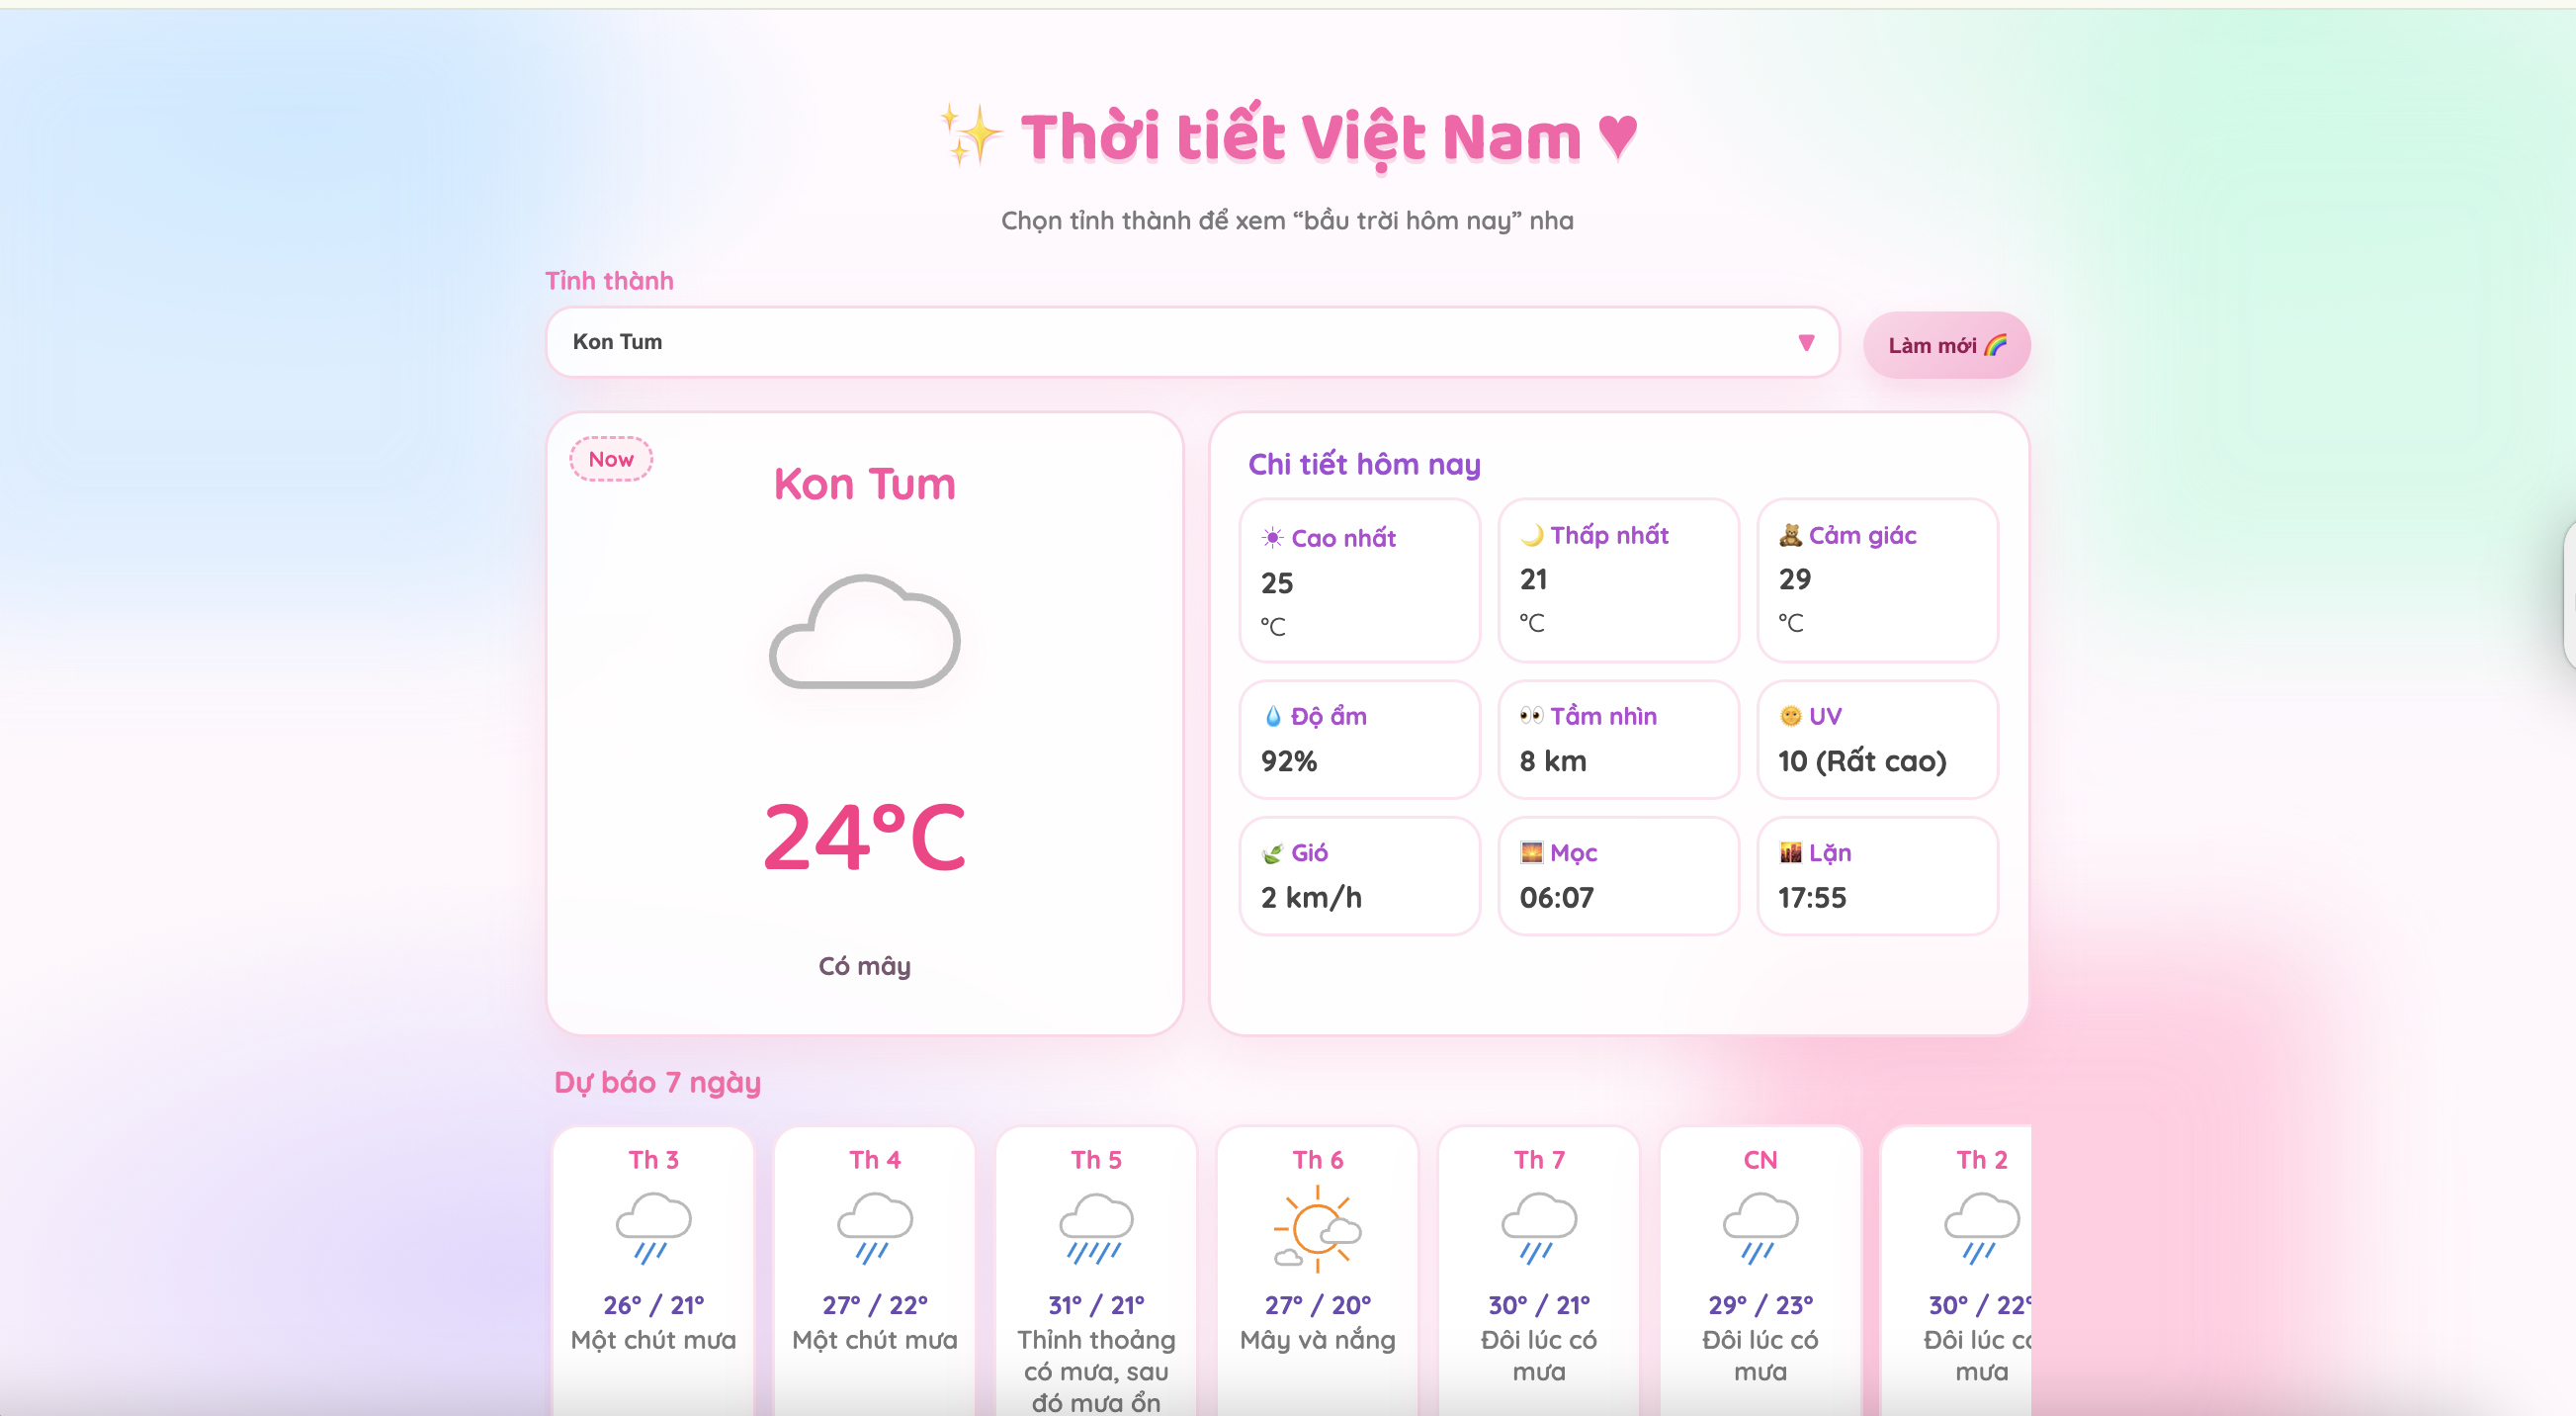 ✨ Thời tiết Việt Nam ♥
Chọn tỉnh thành để xem “bầu trời hôm nay” nha
Tỉnh thành
Kon Tum
Làm mới 🌈
Now
Kon Tum
24°C
Có mây
Chi tiết hôm nay
☀ Cao nhất
25
°C
🌙 Thấp nhất
21
°C
🧸 Cảm giác
29
°C
💧 Độ ẩm
92%
👀 Tầm nhìn
8 km
🌞 UV
10 (Rất cao)
🍃 Gió
2 km/h
🌅 Mọc
06:07
🌇 Lặn
17:55
Dự báo 7 ngày
Th 3
26° / 21°
Một chút mưa
Th 4
27° / 22°
Một chút mưa
Th 5
31° / 21°
Thỉnh thoảng
có mưa, sau
đó mưa ổn
Th 6
27° / 20°
Mây và nắng
Th 7
30° / 21°
Đôi lúc có
mưa
CN
29° / 23°
Đôi lúc có
mưa
Th 2
30° / 22°
Đôi lúc có
mưa